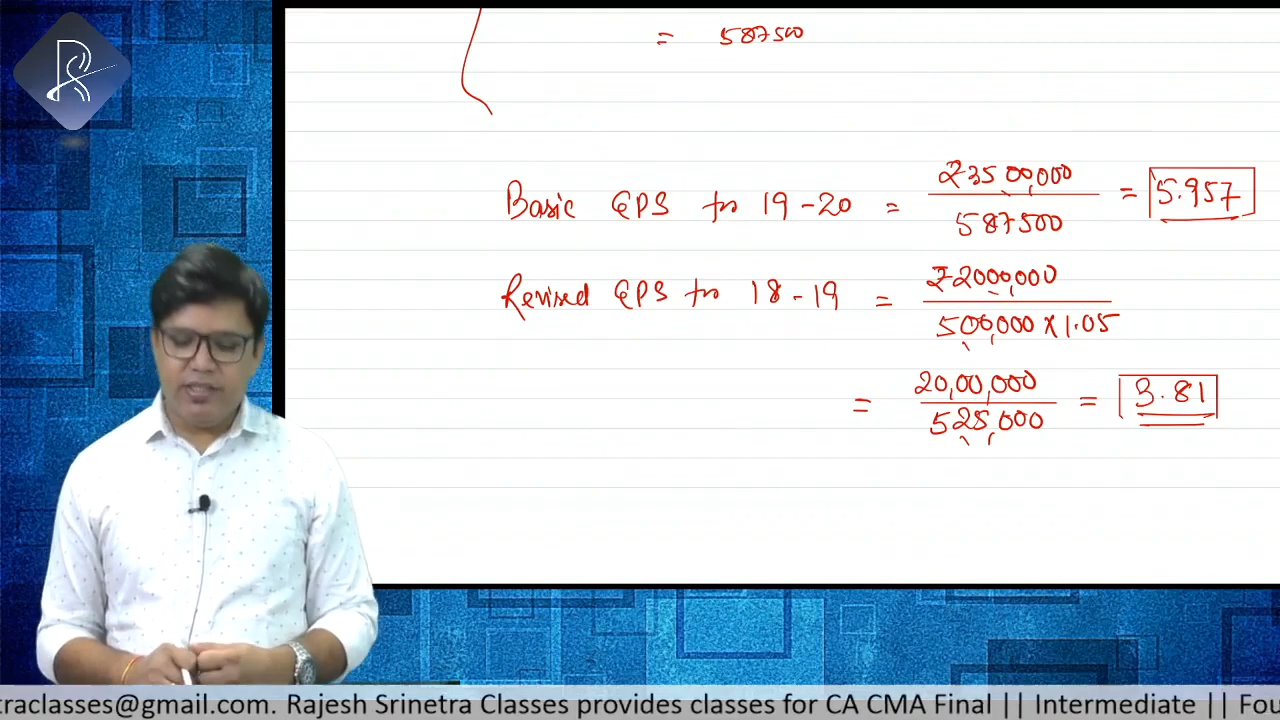 = 587500
Basic EPS for 19-20 = ₹3500,000 / 587500 = 5.957
Revised EPS for 18-19 = ₹2000,000 / 500,000 x 1.05
= 20,00,000 / 525,000 = 3.81
traclasses@gmail.com. Rajesh Srinetra Classes provides classes for CA CMA Final || Intermediate || Fou